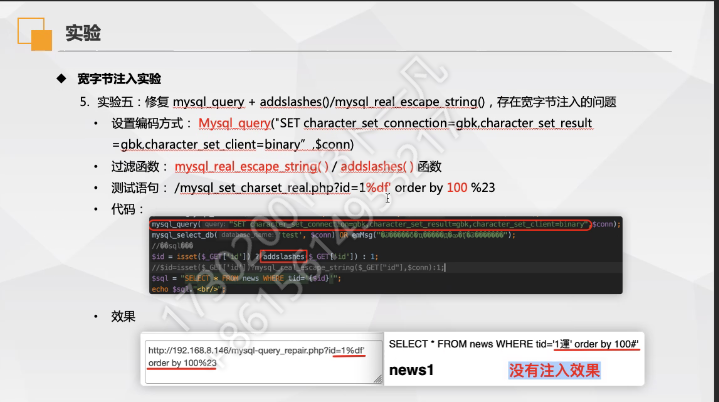 实验
◆ 宽字节注入实验
5. 实验五：修复 mysql_query + addslashes()/mysql_real_escape_string()，存在宽字节注入的问题
• 设置编码方式： Mysql_query("SET character_set_connection=gbk,character_set_result
=gbk,character_set_client=binary” ,$conn)
• 过滤函数： mysql_real_escape_string( ) / addslashes( ) 函数
• 测试语句： /mysql_set_charset_real.php?id=1%df' order by 100 %23
• 代码：
mysql_query( query: "SET character_set_connection=gbk,character_set_result=gbk,character_set_client=binary",$conn);
mysql_select_db( 'test', $conn) OR emMsg("
//��sql���
$id = isset($_GET['id']) ? addslashes($_GET['id']) : 1;
//$id=isset($_GET['id'])?mysql_real_escape_string($_GET["id"],$conn):1;
$sql = "SELECT * FROM news WHERE tid='{$id}'";
echo $sql.'<br/>';
• 效果
http://192.168.8.146/mysql-query_repair.php?id=1%df'
order by 100%23
SELECT * FROM news WHERE tid='1運' order by 100#'
news1
没有注入效果